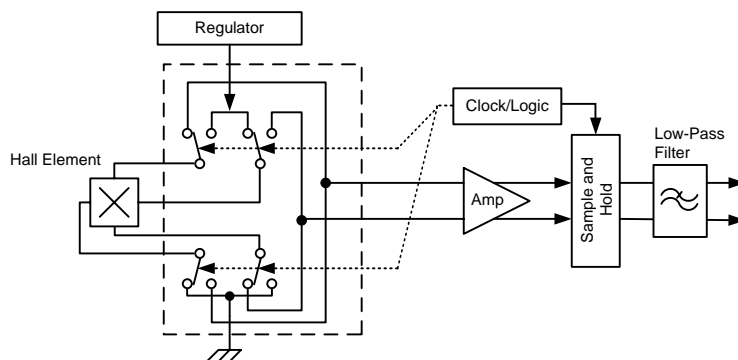 Regulator
Clock/Logic
Low-Pass
Filter
Hall Element
Amp
Sample and
Hold